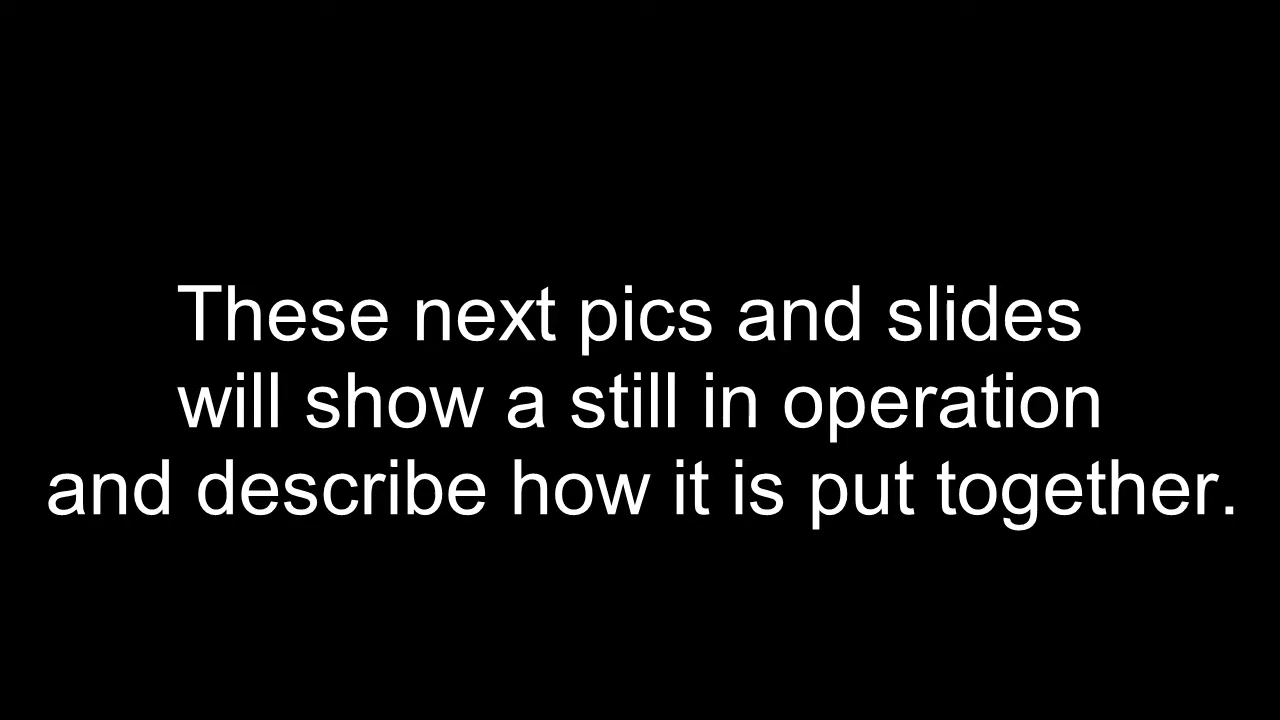 These next pics and slides
will show a still in operation
and describe how it is put together.